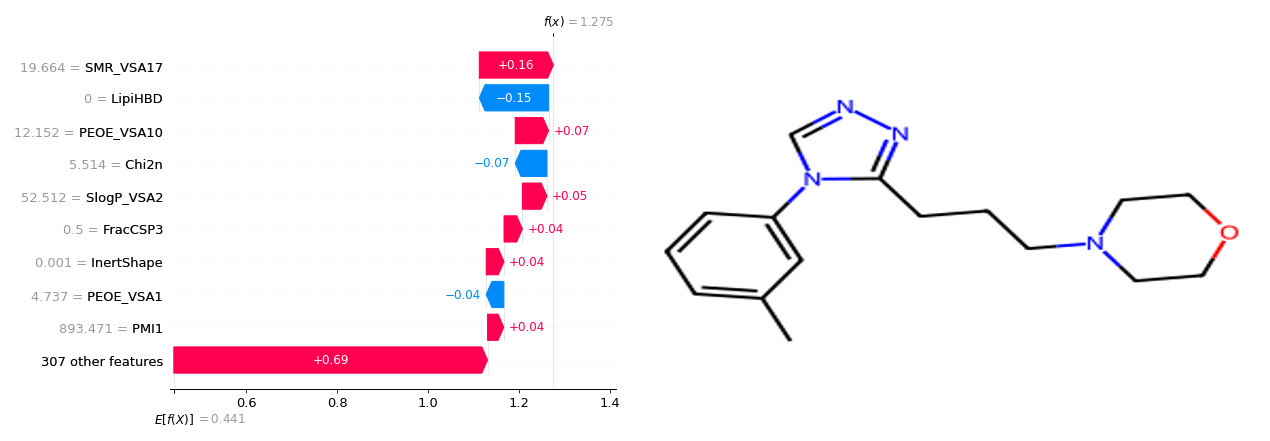 f(x) = 1.275
19.664 = SMR_VSA17
+0.16
0 = LipiHBD
−0.15
12.152 = PEOE_VSA10
+0.07
5.514 = Chi2n
−0.07
52.512 = SlogP_VSA2
+0.05
0.5 = FracCSP3
+0.04
0.001 = InertShape
+0.04
4.737 = PEOE_VSA1
−0.04
893.471 = PMI1
+0.04
307 other features
+0.69
0.6 0.8 1.0 1.2 1.4
E[f(X)] = 0.441
N
N
N
N
O